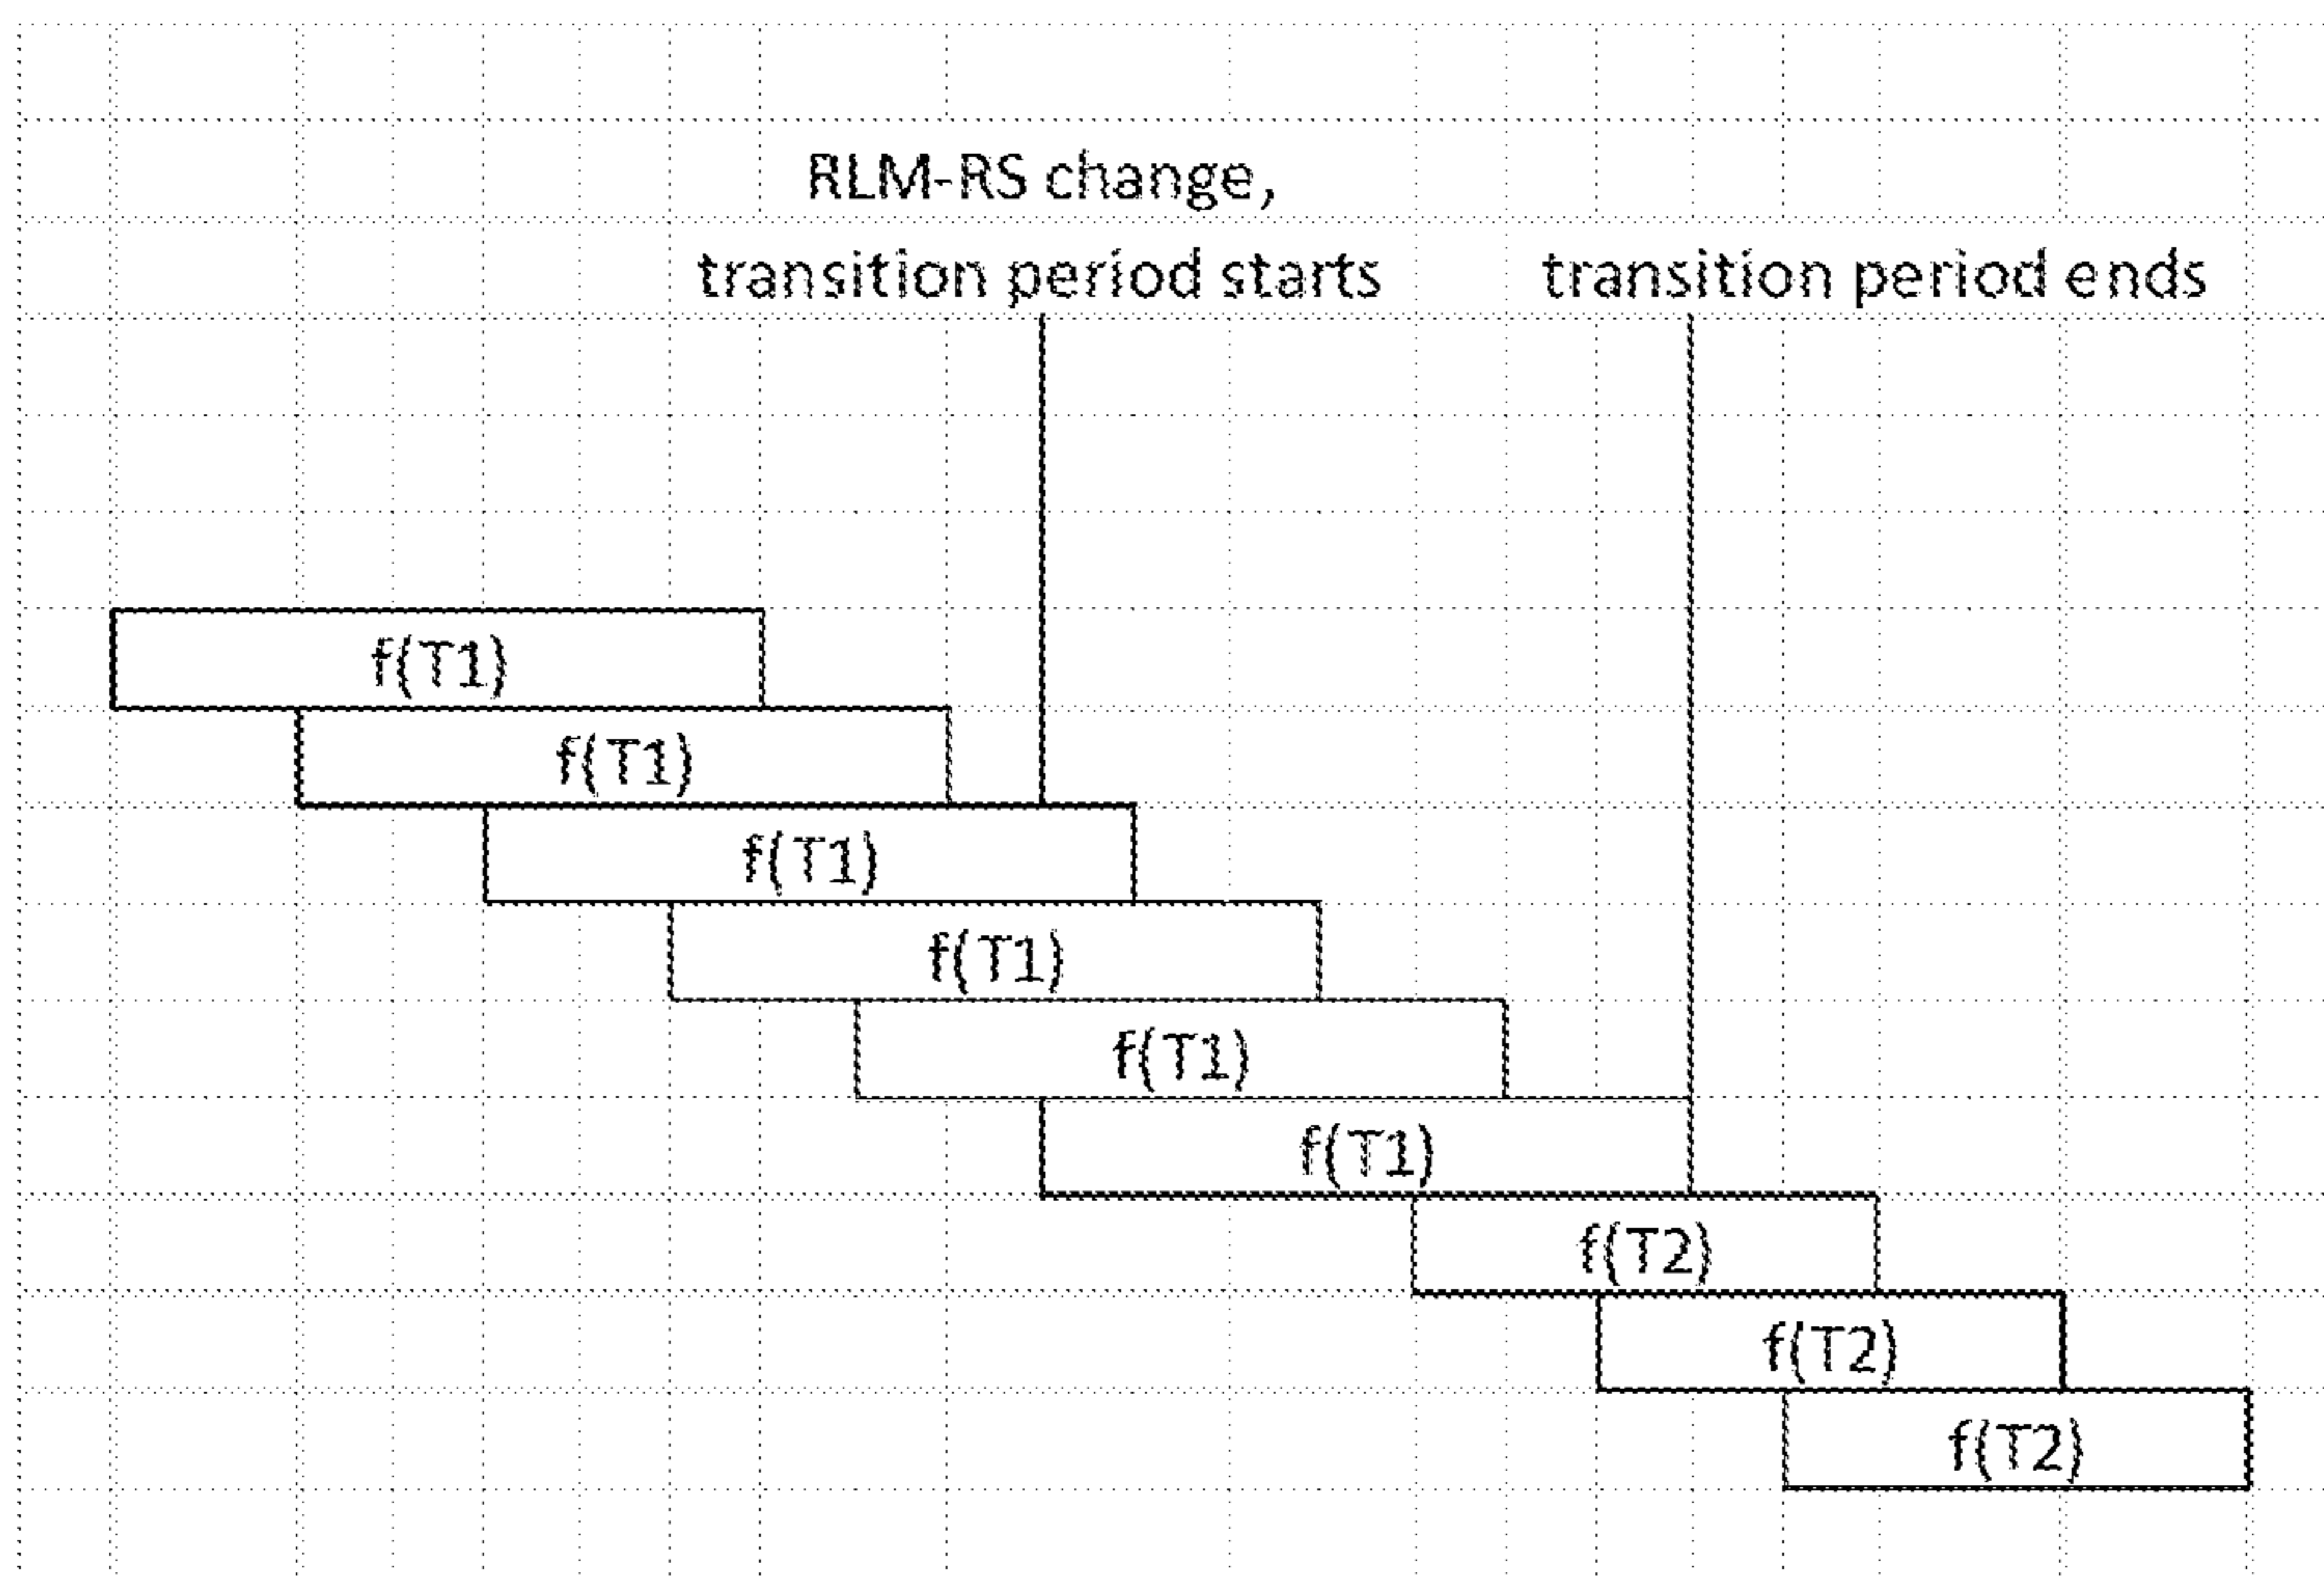 RLM-RS change,
transition period starts
transition period ends
f(T1)
f(T1)
f(T1)
f(T1)
f(T1)
f(T1)
f(T2)
f(T2)
f(T2)